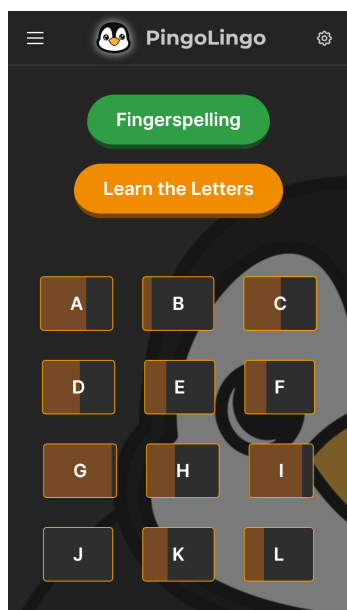 PingoLingo
Fingerspelling
Learn the Letters
A B C
D E F
G H I
J K L